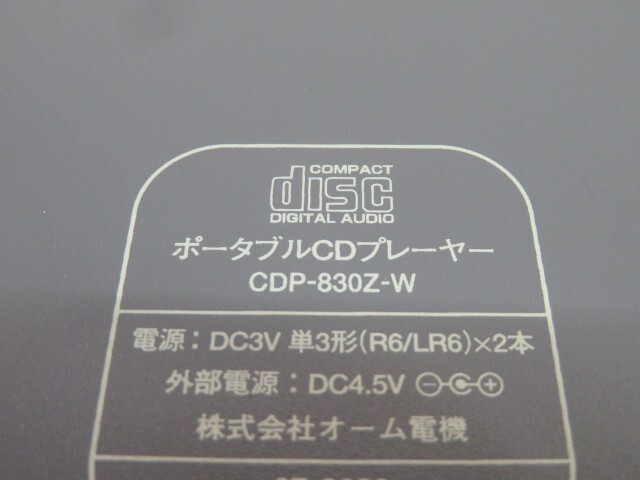 COMPACT
disc
DIGITAL AUDIO
ポータブルCDプレーヤー
CDP-830Z-W
電源：DC3V 単3形(R6/LR6)×2本
外部電源：DC4.5V
株式会社オーム電機